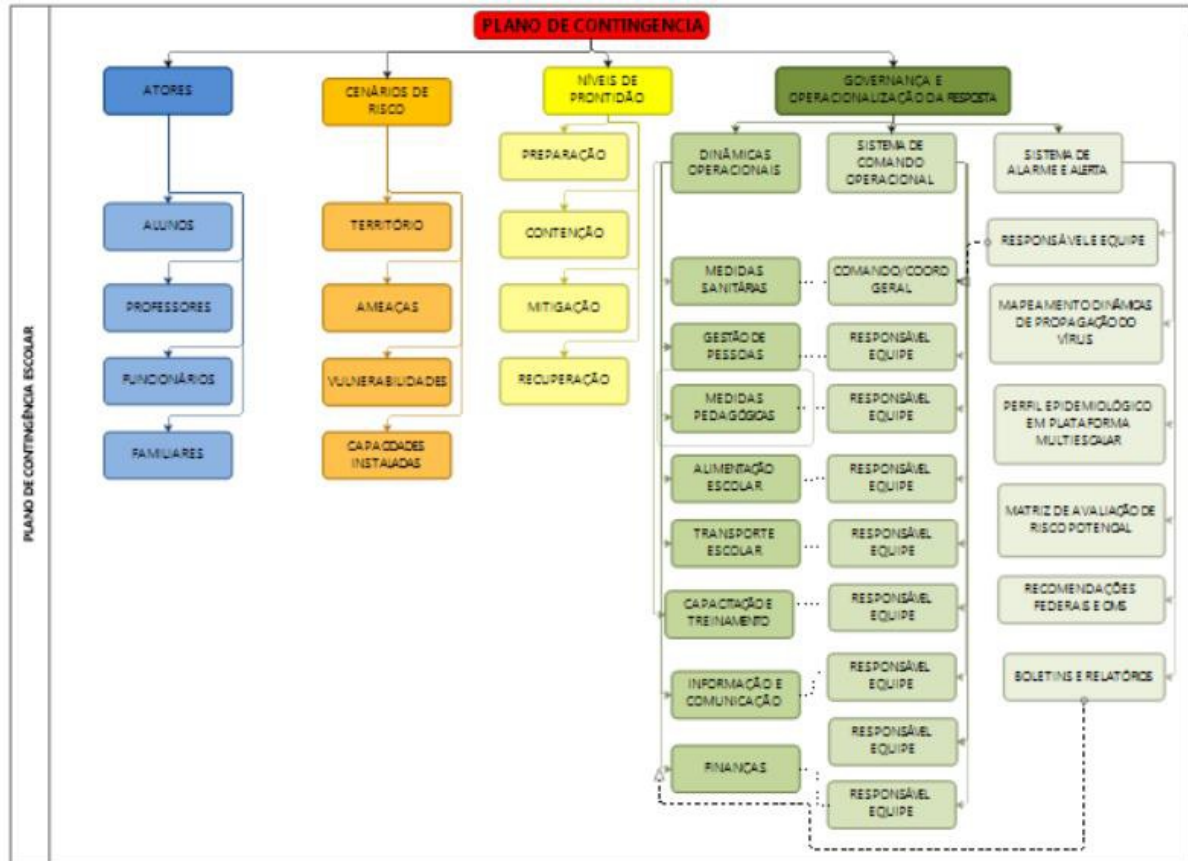 PLANO DE CONTINGÊNCIA ESCOLAR
PLANO DE CONTINGENCIA
ATORES
CENÁRIOS DE
RISCO
NÍVEIS DE
PRONTIDÃO
GOVERNANÇA E
OPERACIONALIZAÇÃO DA RESPOSTA
ALUNOS
PROFESSORES
FUNCIONÁRIOS
FAMILIARES
TERRITÓRIO
AMEAÇAS
VULNERABILIDADES
CAPACIDADES
INSTALADAS
PREPARAÇÃO
CONTENÇÃO
MITIGAÇÃO
RECUPERAÇÃO
DINÂMICAS
OPERACIONAIS
MEDIDAS
SANITÁRIAS
GESTÃO DE
PESSOAS
MEDIDAS
PEDAGÓGICAS
ALIMENTAÇÃO
ESCOLAR
TRANSPORTE
ESCOLAR
CAPACITAÇÃO E
TREINAMENTO
INFORMAÇÃO E
COMUNICAÇÃO
FINANÇAS
SISTEMA DE
COMANDO
OPERACIONAL
COMANDO/COORD
GERAL
RESPONSÁVEL
EQUIPE
RESPONSÁVEL
EQUIPE
RESPONSÁVEL
EQUIPE
RESPONSÁVEL
EQUIPE
RESPONSÁVEL
EQUIPE
RESPONSÁVEL
EQUIPE
RESPONSÁVEL
EQUIPE
RESPONSÁVEL
EQUIPE
SISTEMA DE
ALARME E ALERTA
RESPONSÁVEL E EQUIPE
MAPEAMENTO DINÂMICAS
DE PROPAGAÇÃO DO
VÍRUS
PERFIL EPIDEMIOLÓGICO
EM PLATAFORMA
MULTIESCALAR
MATRIZ DE AVALIAÇÃO DE
RISCO POTENCAL
RECOMENDAÇÕES
FEDERAIS E OMS
BOLETINS E RELATÓRIOS